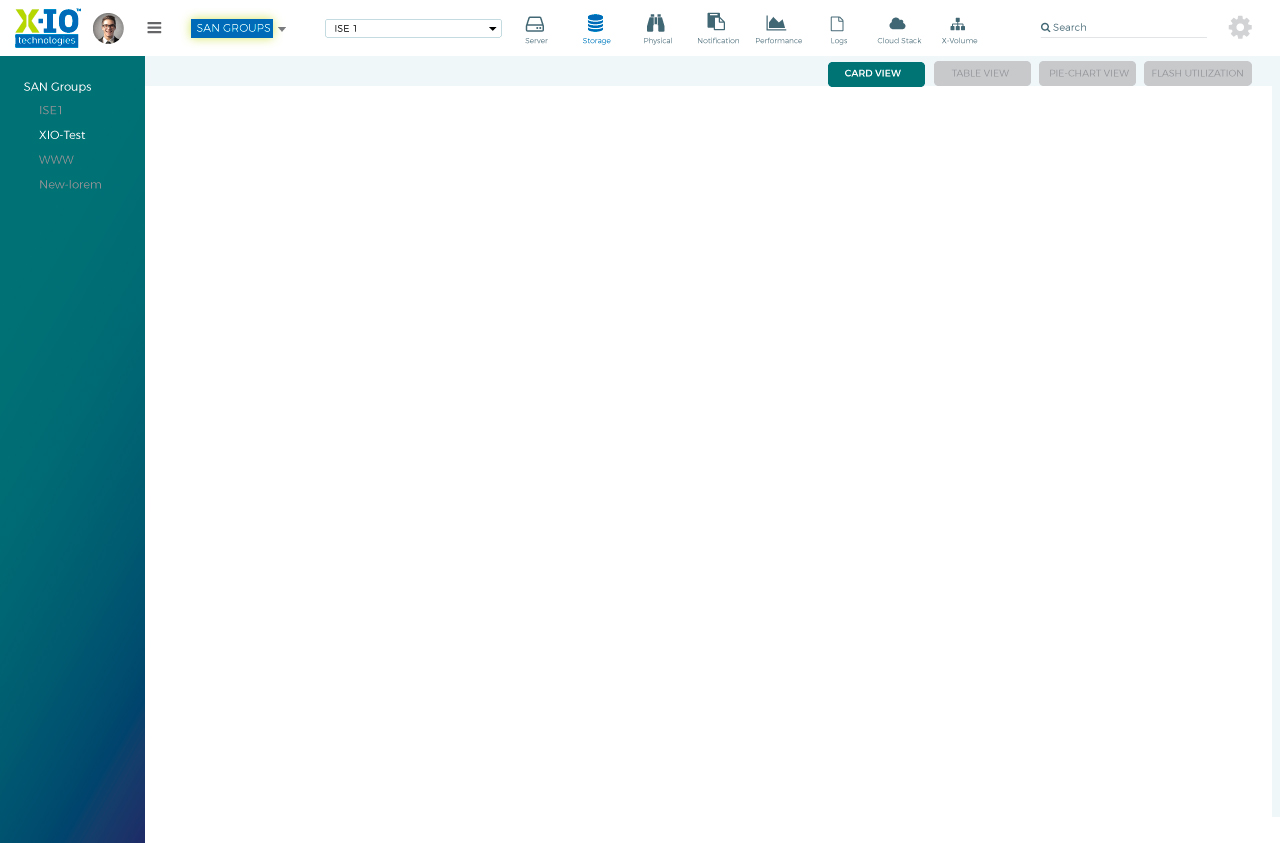 X-IO™
technologies
SAN GROUPS
ISE 1
Server
Storage
Physical
Notification
Performance
Logs
Cloud Stack
X-Volume
Search
CARD VIEW
TABLE VIEW
PIE-CHART VIEW
FLASH UTILIZATION
SAN Groups
ISE1
XIO-Test
WWW
New-lorem